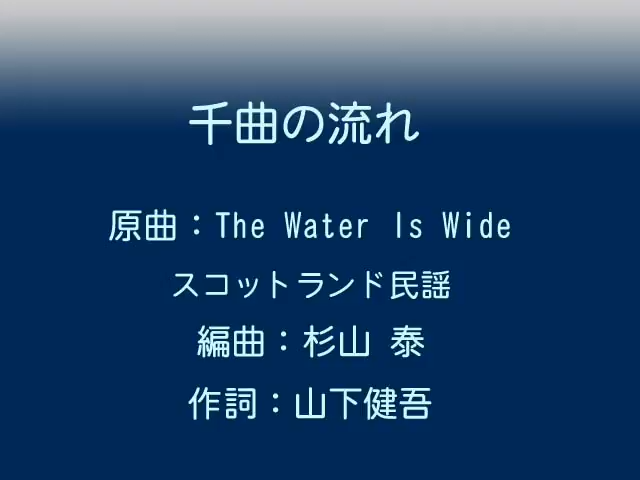 千曲の流れ
原曲：The Water Is Wide
スコットランド民謡
編曲：杉山 泰
作詞：山下健吾